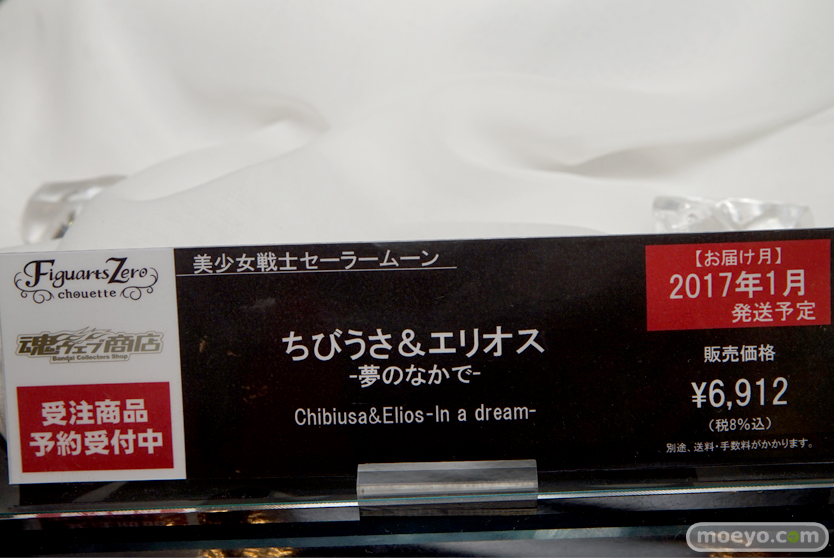 Figuarts Zero
chouette
魂ウェブ商店
Bandai Collectors Shop
受注商品
予約受付中
美少女戦士セーラームーン
ちびうさ&エリオス
-夢のなかで-
Chibiusa&Elios-In a dream-
【お届け月】
2017年1月
発送予定
販売価格
¥6,912
(税8%込)
別途、送料・手数料がかかります。
moeyo.com